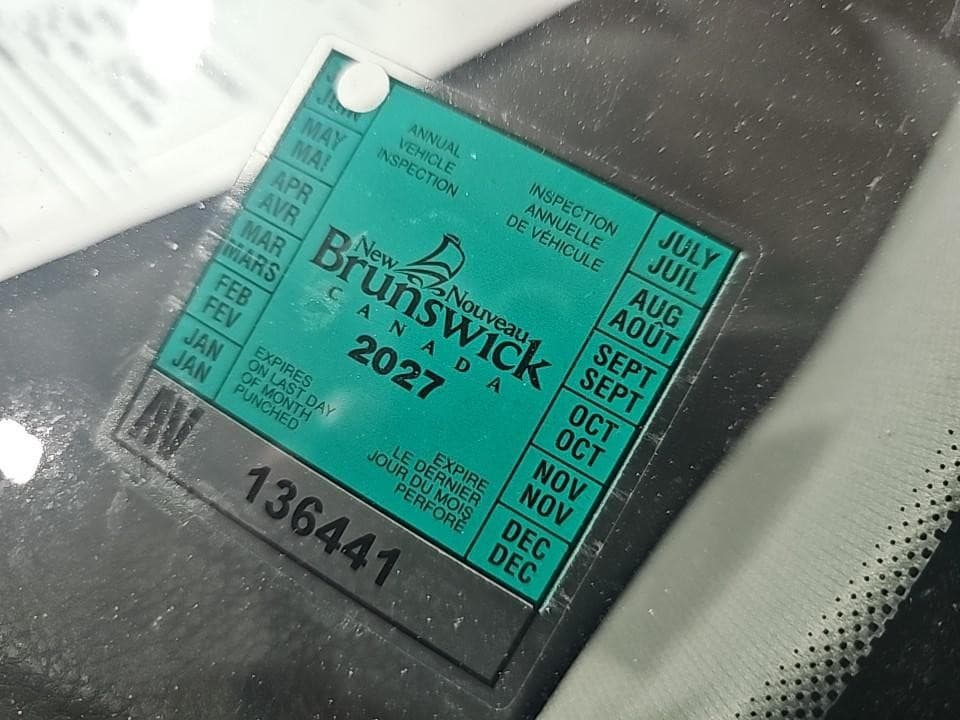 ANNUAL
VEHICLE
INSPECTION
INSPECTION
ANNUELLE
DE VÉHICULE
New Nouveau
Brunswick
CANADA
2027
EXPIRES
ON LAST DAY
OF MONTH
PUNCHED
EXPIRE
LE DERNIER
JOUR DU MOIS
PERFORÉ
MAY
MAI
APR
AVR
MAR
MARS
FEB
FEV
JAN
JAN
JULY
JUIL
AUG
AOÛT
SEPT
SEPT
OCT
OCT
NOV
NOV
DEC
DEC
136441